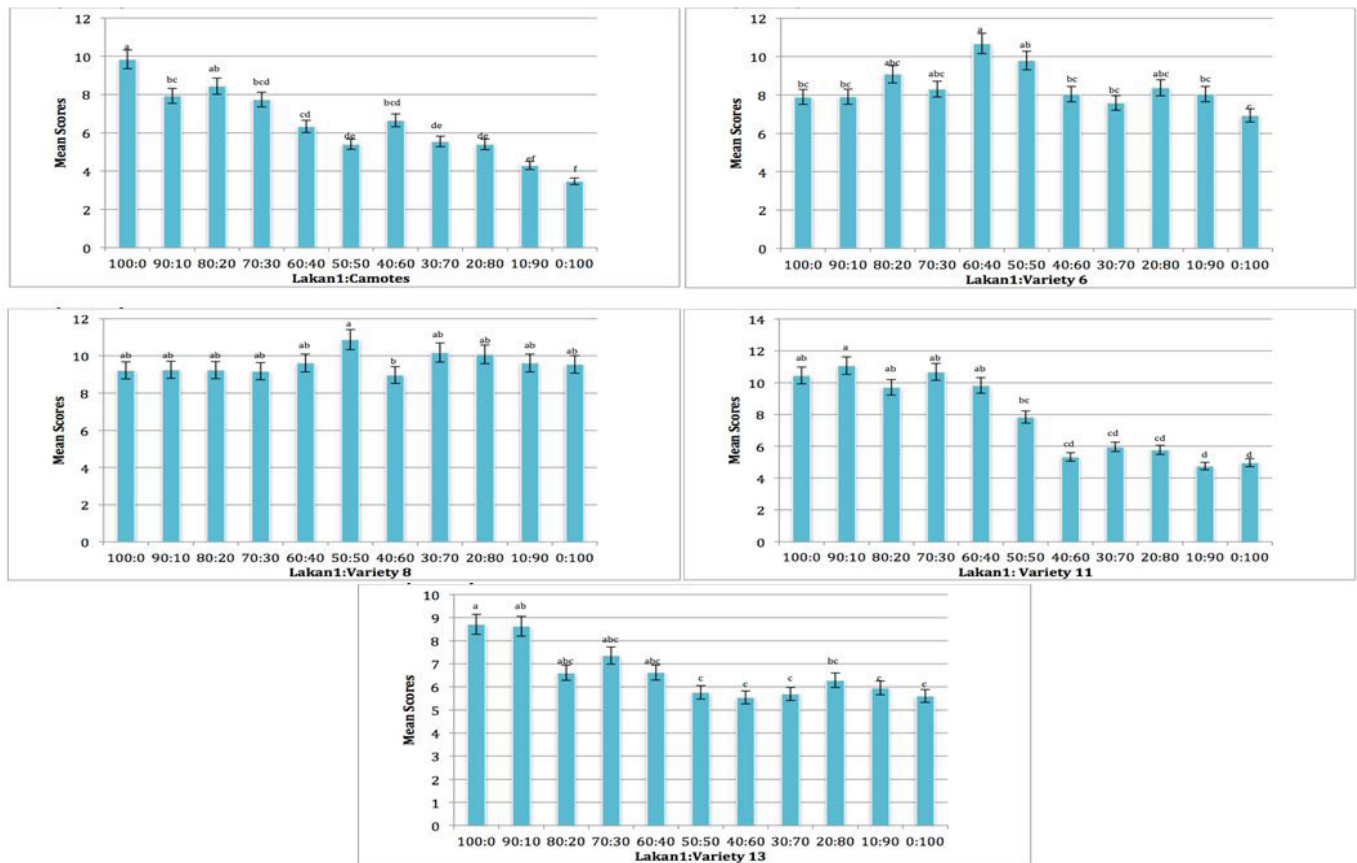 Mean Scores
12
10
8
6
4
2
0
a bc ab bcd cd de bcd de de ef f
100:0 90:10 80:20 70:30 60:40 50:50 40:60 30:70 20:80 10:90 0:100
Lakan1:Camotes
Mean Scores
12
10
8
6
4
2
0
bc bc abc abc a ab bc bc abc bc c
100:0 90:10 80:20 70:30 60:40 50:50 40:60 30:70 20:80 10:90 0:100
Lakan1:Variety 6
Mean Scores
12
10
8
6
4
2
0
ab ab ab ab ab a b ab ab ab ab
100:0 90:10 80:20 70:30 60:40 50:50 40:60 30:70 20:80 10:90 0:100
Lakan1:Variety 8
Mean Scores
14
12
10
8
6
4
2
0
ab a ab ab ab bc cd cd cd d d
100:0 90:10 80:20 70:30 60:40 50:50 40:60 30:70 20:80 10:90 0:100
Lakan1: Variety 11
Mean Scores
10
9
8
7
6
5
4
3
2
1
0
a ab abc abc abc c c c bc c c
100:0 90:10 80:20 70:30 60:40 50:50 40:60 30:70 20:80 10:90 0:100
Lakan1:Variety 13